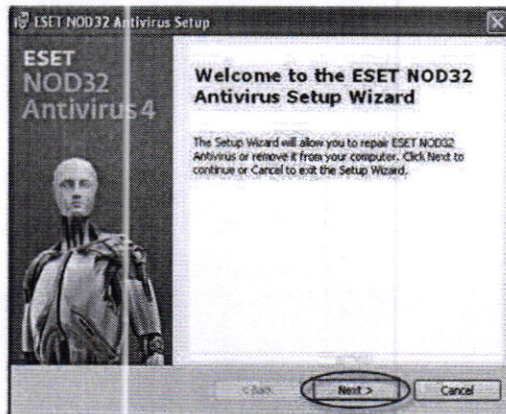 ESET NOD32 Antivirus Setup
ESET
NOD32
Antivirus 4
Welcome to the ESET NOD32
Antivirus Setup Wizard
The Setup Wizard will allow you to repair ESET NOD32
Antivirus or remove it from your computer. Click Next to
continue or Cancel to exit the Setup Wizard.
< Back
Next >
Cancel